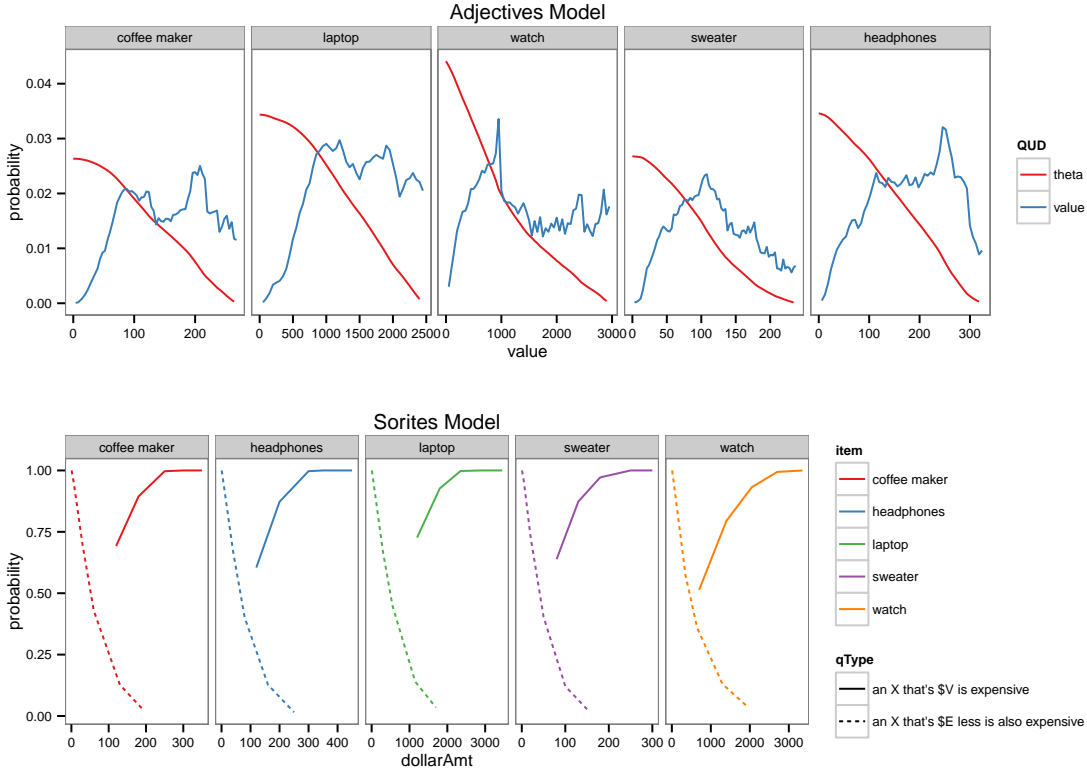 Adjectives Model
coffee maker laptop watch sweater headphones
probability
0.04
0.03
0.02
0.01
0.00
0 100 200
0 500 1000 1500 2000 2500
0 1000 2000 3000
0 50 100 150 200
0 100 200 300
value
QUD
theta
value
Sorites Model
coffee maker headphones laptop sweater watch
probability
1.00
0.75
0.50
0.25
0.00
0 100 200 300
0 100 200 300 400
0 1000 2000 3000
0 100 200 300
0 1000 2000 3000
dollarAmt
item
coffee maker
headphones
laptop
sweater
watch
qType
an X that's $V is expensive
an X that's $E less is also expensive